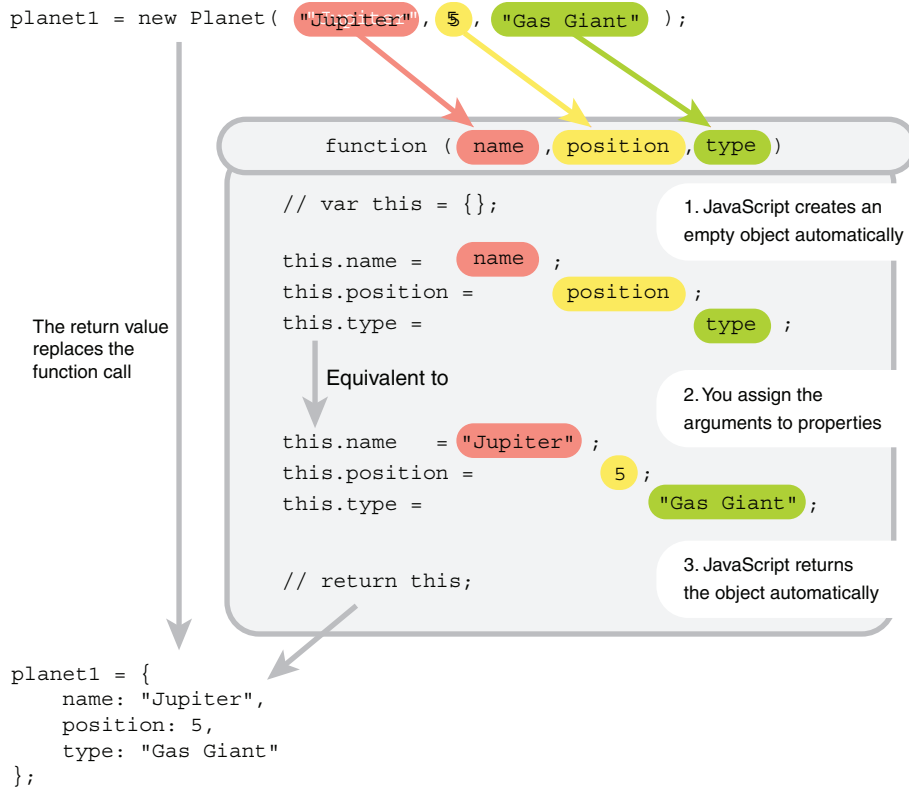 planet1 = new Planet( "Jupiter", 5, "Gas Giant" );
function ( name , position, type )
// var this = {};
1. JavaScript creates an
empty object automatically
this.name = name ;
this.position = position ;
this.type = type ;
The return value
replaces the
function call
Equivalent to
2. You assign the
arguments to properties
this.name = "Jupiter" ;
this.position = 5 ;
this.type = "Gas Giant" ;
3. JavaScript returns
the object automatically
// return this;
planet1 = {
name: "Jupiter",
position: 5,
type: "Gas Giant"
};